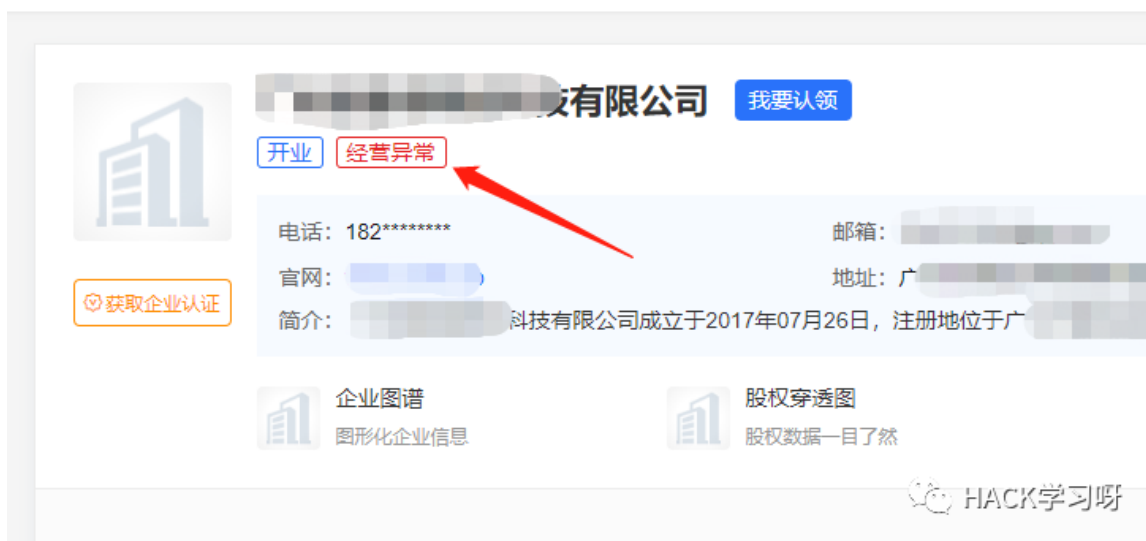 技有限公司 我要认领
开业 经营异常
电话：182******** 邮箱：
官网： 地址：广
获取企业认证
简介： 科技有限公司成立于2017年07月26日，注册地位于广
企业图谱 股权穿透图
图形化企业信息 股权数据一目了然
HACK学习呀